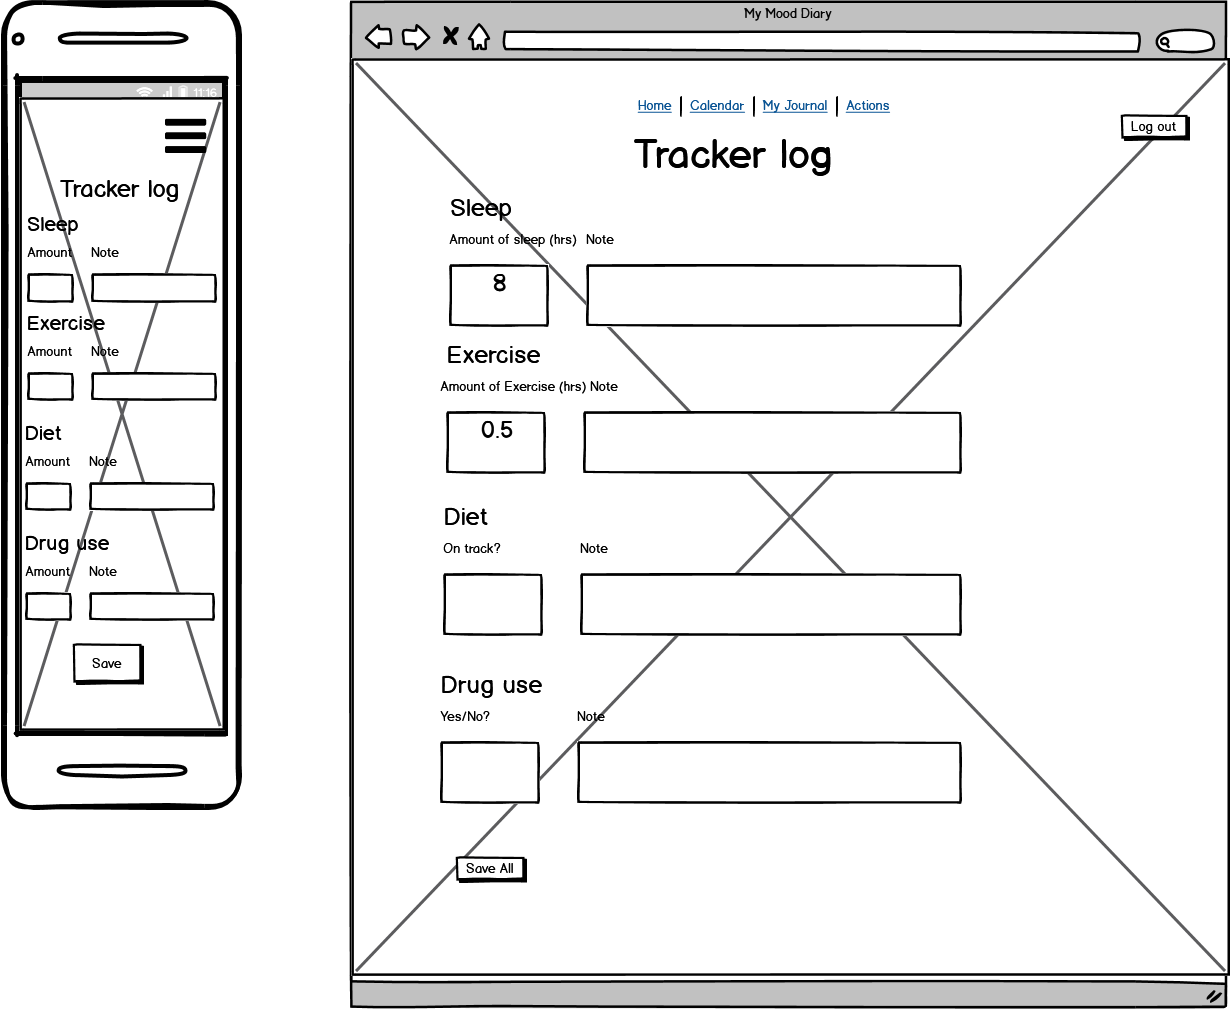 11:16
Tracker log
Sleep
Amount Note
Exercise
Amount Note
Diet
Amount Note
Drug use
Amount Note
Save
My Mood Diary
Home Calendar My Journal Actions
Log out
Tracker log
Sleep
Amount of sleep (hrs) Note
8
Exercise
Amount of Exercise (hrs) Note
0.5
Diet
On track? Note
Drug use
Yes/No? Note
Save All